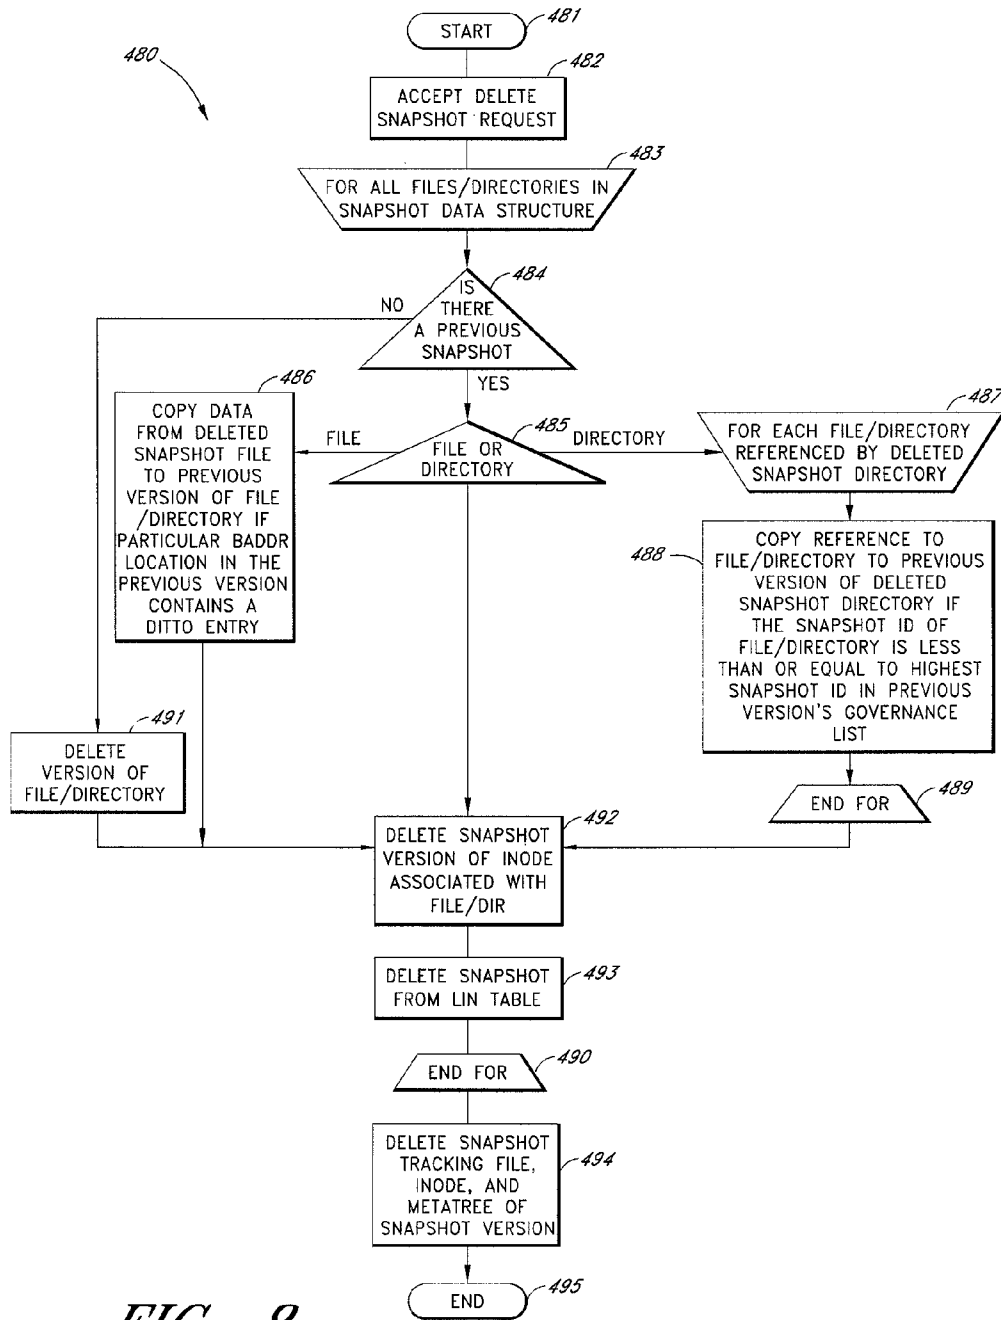 START
481
480
482
ACCEPT DELETE
SNAPSHOT REQUEST
483
FOR ALL FILES/DIRECTORIES IN
SNAPSHOT DATA STRUCTURE
484
IS
THERE
A PREVIOUS
SNAPSHOT
NO
YES
486
COPY DATA
FROM DELETED
SNAPSHOT FILE
TO PREVIOUS
VERSION OF FILE
/DIRECTORY IF
PARTICULAR BADDR
LOCATION IN THE
PREVIOUS VERSION
CONTAINS A
DITTO ENTRY
FILE
485
FILE OR
DIRECTORY
DIRECTORY
487
FOR EACH FILE/DIRECTORY
REFERENCED BY DELETED
SNAPSHOT DIRECTORY
488
COPY REFERENCE TO
FILE/DIRECTORY TO PREVIOUS
VERSION OF DELETED
SNAPSHOT DIRECTORY IF
THE SNAPSHOT ID OF
FILE/DIRECTORY IS LESS
THAN OR EQUAL TO HIGHEST
SNAPSHOT ID IN PREVIOUS
VERSION'S GOVERNANCE
LIST
491
DELETE
VERSION OF
FILE/DIRECTORY
END FOR
489
492
DELETE SNAPSHOT
VERSION OF INODE
ASSOCIATED WITH
FILE/DIR
DELETE SNAPSHOT
FROM LIN TABLE
493
END FOR
490
DELETE SNAPSHOT
TRACKING FILE,
INODE, AND
METATREE OF
SNAPSHOT VERSION
494
END
495